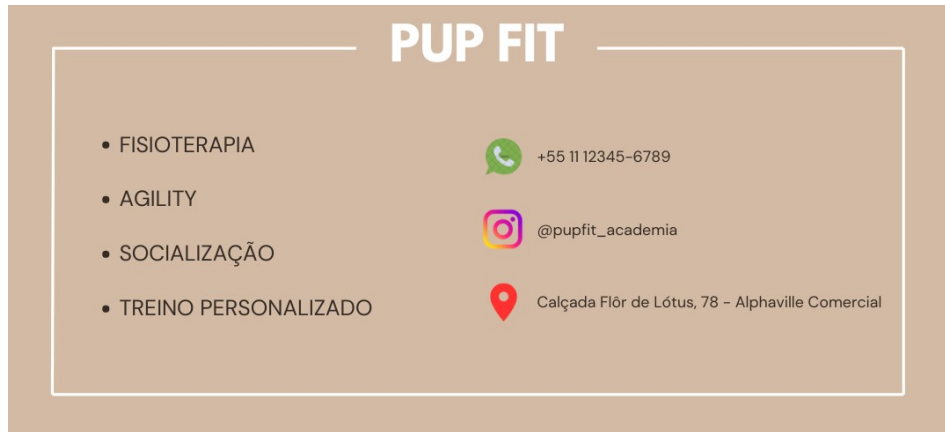 PUP FIT
• FISIOTERAPIA
• AGILITY
• SOCIALIZAÇÃO
• TREINO PERSONALIZADO
+55 11 12345-6789
@pupfit_academia
Calçada Flôr de Lótus, 78 - Alphaville Comercial